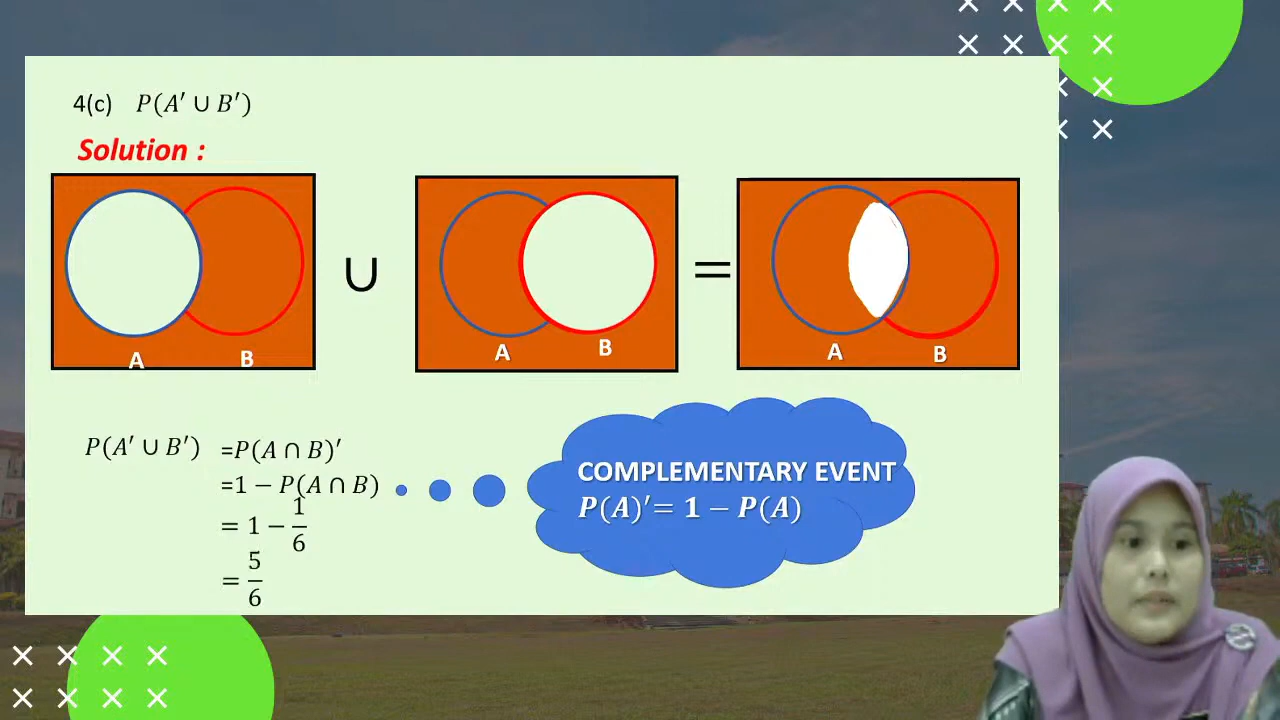 4(c) P(A′ ∪ B′)
Solution :
∪ =
A B
A B
A B
P(A′ ∪ B′) =P(A ∩ B)′
=1 − P(A ∩ B)
= 1 − 1/6
= 5/6
COMPLEMENTARY EVENT
P(A)′= 1 − P(A)